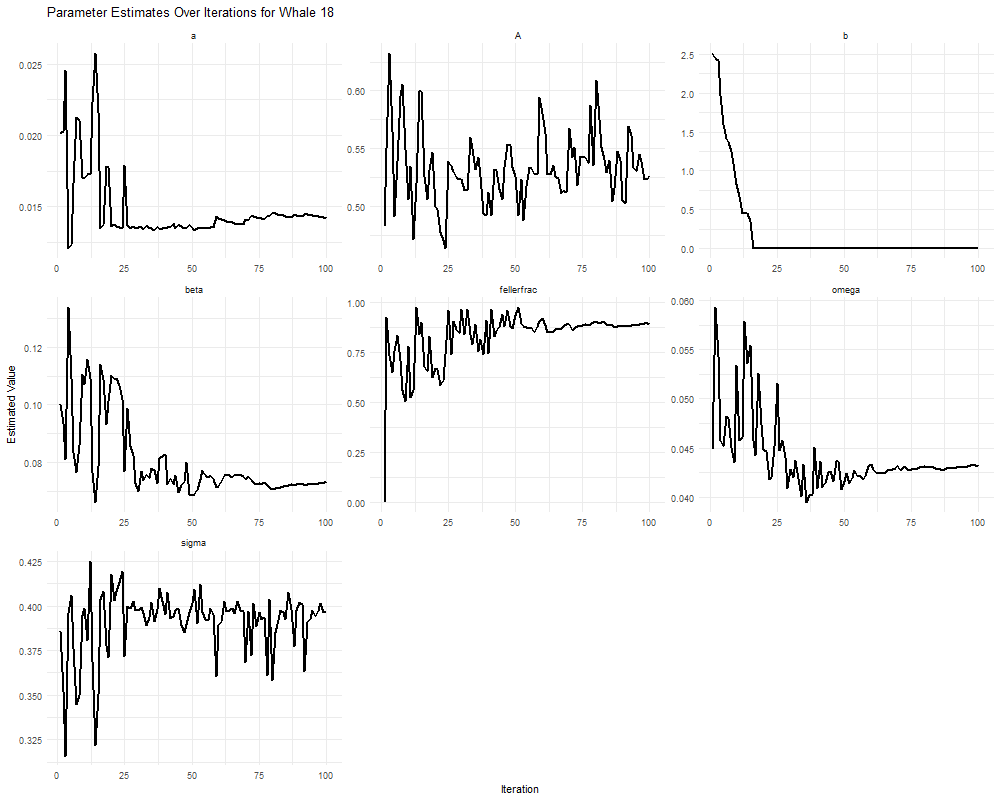 Parameter Estimates Over Iterations for Whale 18
a
A
b
0.025
0.020
0.015
0.60
0.55
0.50
2.5
2.0
1.5
1.0
0.5
0.0
0 25 50 75 100
0 25 50 75 100
0 25 50 75 100
beta
fellerfrac
omega
0.12
0.10
0.08
1.00
0.75
0.50
0.25
0.00
0.060
0.055
0.050
0.045
0.040
0 25 50 75 100
0 25 50 75 100
0 25 50 75 100
sigma
0.425
0.400
0.375
0.350
0.325
0 25 50 75 100
Estimated Value
Iteration